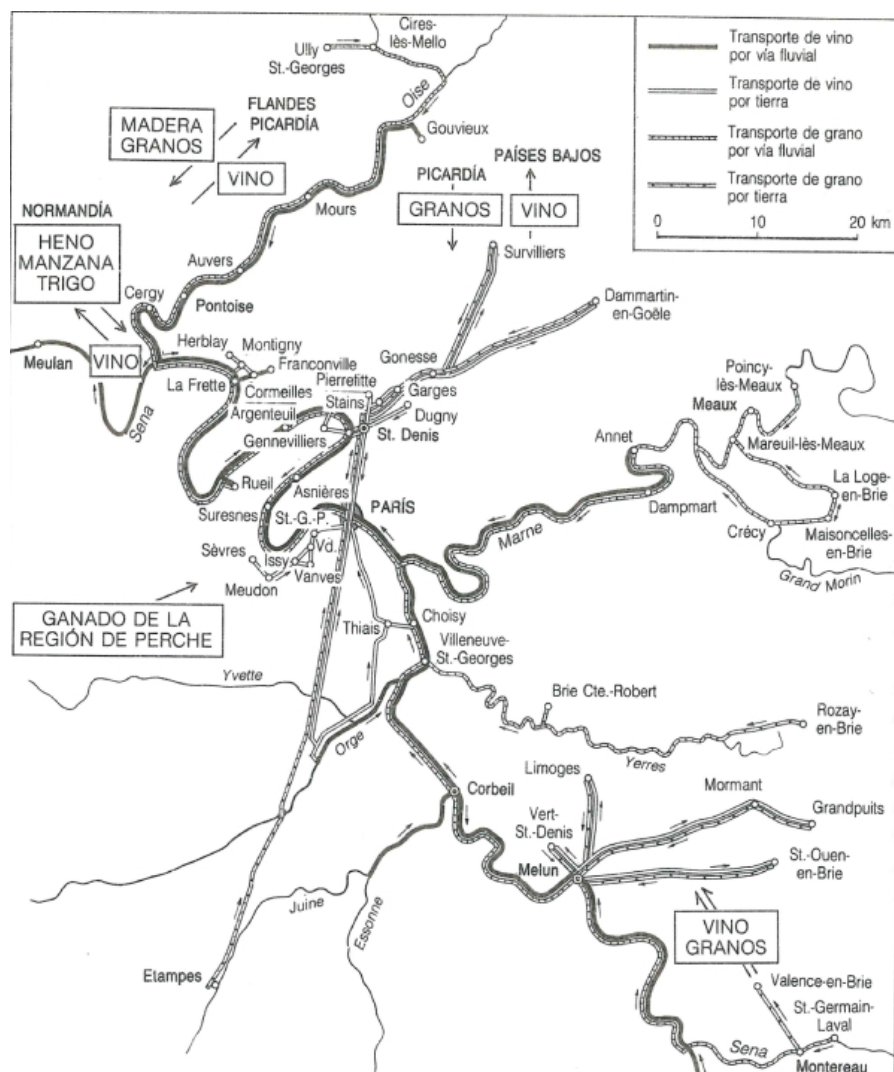 Cires-
lès-Mello
Ully
St.-Georges
Oise
Transporte de vino
por vía fluvial
Transporte de vino
por tierra
Transporte de grano
por vía fluvial
Transporte de grano
por tierra
0 10 20 km
MADERA
GRANOS
FLANDES
PICARDÍA
VINO
Gouvieux
PICARDÍA
GRANOS
PAÍSES BAJOS
VINO
Mours
NORMANDÍA
HENO
MANZANA
TRIGO
VINO
Survilliers
Auvers
Cergy
Pontoise
Dammartin-
en-Goële
Meulan
Herblay
Montigny
Franconville
La Frette
Cormeilles
Pierrefitte
Gonesse
Garges
Stains
Argenteuil
Dugny
Sena
Gennevilliers
St. Denis
Poincy-
lès-Meaux
Meaux
Annet
Mareuil-lès-Meaux
Rueil
Asnières
La Loge-
en-Brie
Suresnes
St.-G.-P.
PARÍS
Dampmart
Crécy
Maisoncelles-
en-Brie
Marne
Sèvres
Issy
Vd.
Vanves
Meudon
Grand Morin
GANADO DE LA
REGIÓN DE PERCHE
Thiais
Choisy
Villeneuve-
St.-Georges
Yvette
Brie Cte.-Robert
Rozay-
en-Brie
Orge
Yerres
Limoges
Corbeil
Mormant
Grandpuits
Vert-
St.-Denis
Melun
St.-Ouen-
en-Brie
Juine
Essonne
VINO
GRANOS
Etampes
Valence-en-Brie
St.-Germain-
Laval
Sena
Montereau